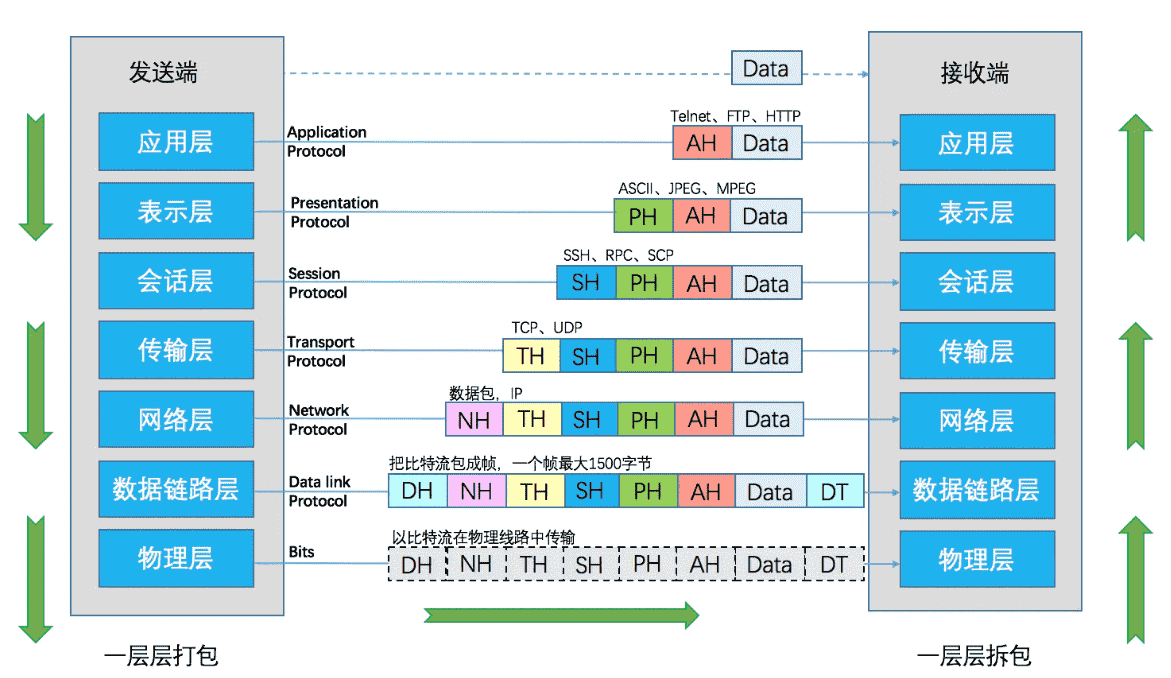 发送端
Data
接收端
Telnet、FTP、HTTP
应用层
Application
Protocol
AH Data
应用层
ASCII、JPEG、MPEG
表示层
Presentation
Protocol
PH AH Data
表示层
SSH、RPC、SCP
会话层
Session
Protocol
SH PH AH Data
会话层
TCP、UDP
传输层
Transport
Protocol
TH SH PH AH Data
传输层
数据包，IP
网络层
Network
Protocol
NH TH SH PH AH Data
网络层
把比特流包成帧，一个帧最大1500字节
数据链路层
Data link
Protocol
DH NH TH SH PH AH Data DT
数据链路层
以比特流在物理线路中传输
物理层
Bits
DH NH TH SH PH AH Data DT
物理层
一层层打包
一层层拆包